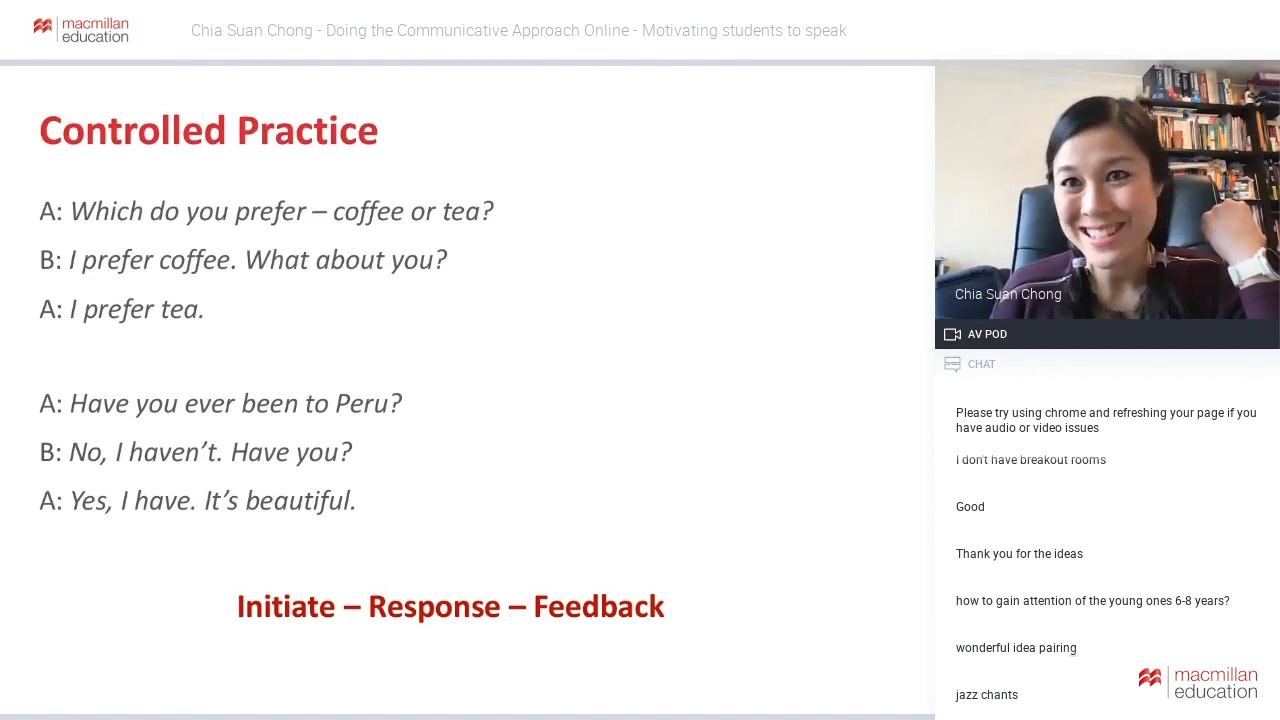 macmillan
education
Chia Suan Chong - Doing the Communicative Approach Online - Motivating students to speak
Controlled Practice
A: Which do you prefer – coffee or tea?
B: I prefer coffee. What about you?
A: I prefer tea.
A: Have you ever been to Peru?
B: No, I haven’t. Have you?
A: Yes, I have. It’s beautiful.
Initiate – Response – Feedback
Chia Suan Chong
AV POD
CHAT
Please try using chrome and refreshing your page if you
have audio or video issues
I don't have breakout rooms
Good
Thank you for the ideas
how to gain attention of the young ones 6-8 years?
wonderful idea pairing
jazz chants
macmillan
education